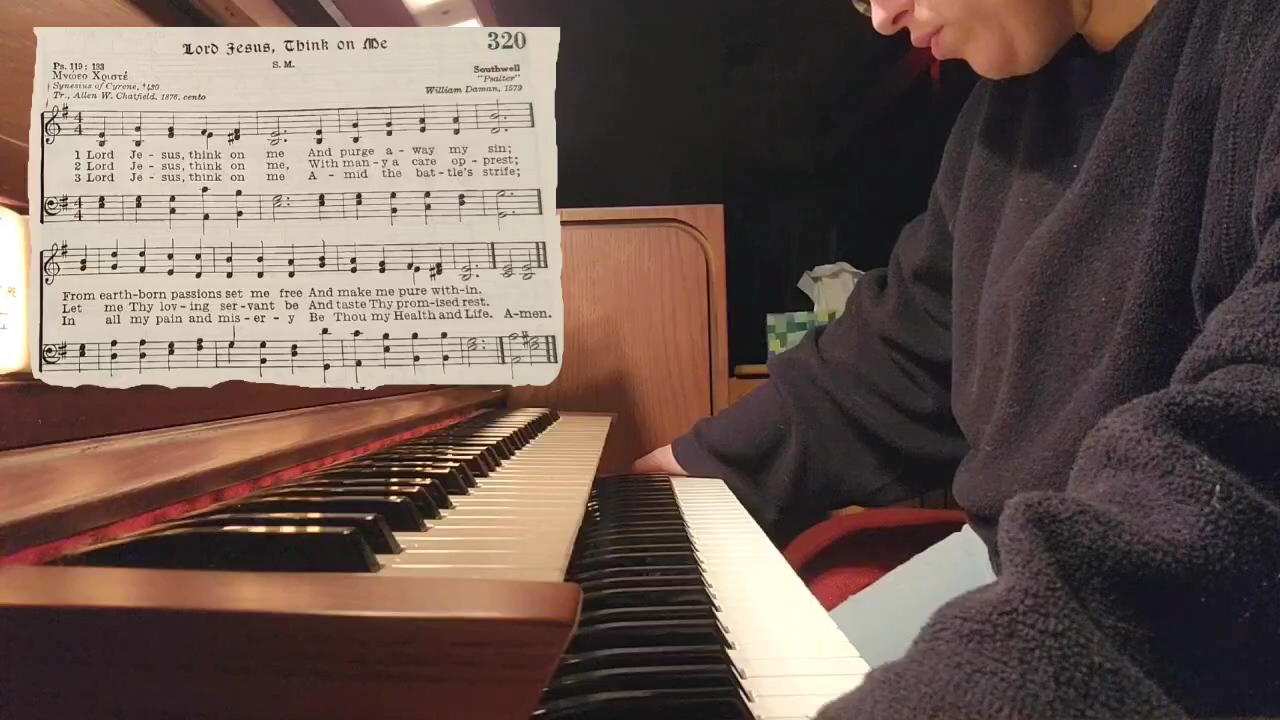 Lord Jesus, Think on Me
320
Ps. 119: 133
S. M.
Μνώεο Χριστέ
Southwell
Synesius of Cyrene, †430
"Psalter"
Tr., Allen W. Chatfield, 1876, cento
William Daman, 1579
4
4
1 Lord Je - sus, think on me And purge a - way my sin;
2 Lord Je - sus, think on me, With man - y a care op - prest;
3 Lord Je - sus, think on me A - mid the bat - tle's strife;
4
4
From earth-born passions set me free And make me pure with-in.
Let me Thy lov - ing ser - vant be And taste Thy prom-ised rest.
In all my pain and mis - er - y Be Thou my Health and Life. A-men.